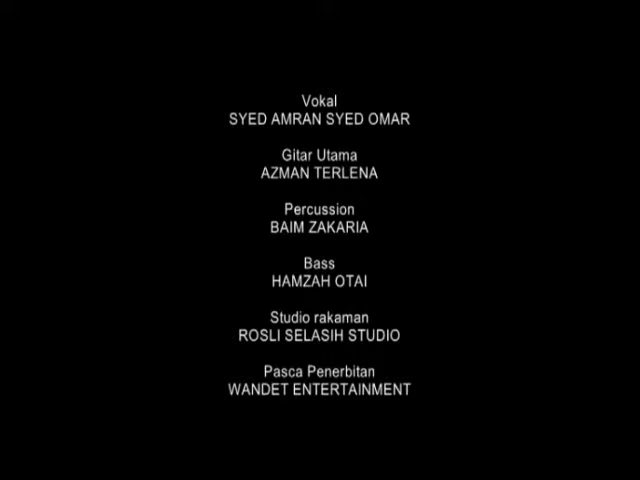 Vokal
SYED AMRAN SYED OMAR
Gitar Utama
AZMAN TERLENA
Percussion
BAIM ZAKARIA
Bass
HAMZAH OTAI
Studio rakaman
ROSLI SELASIH STUDIO
Pasca Penerbitan
WANDET ENTERTAINMENT